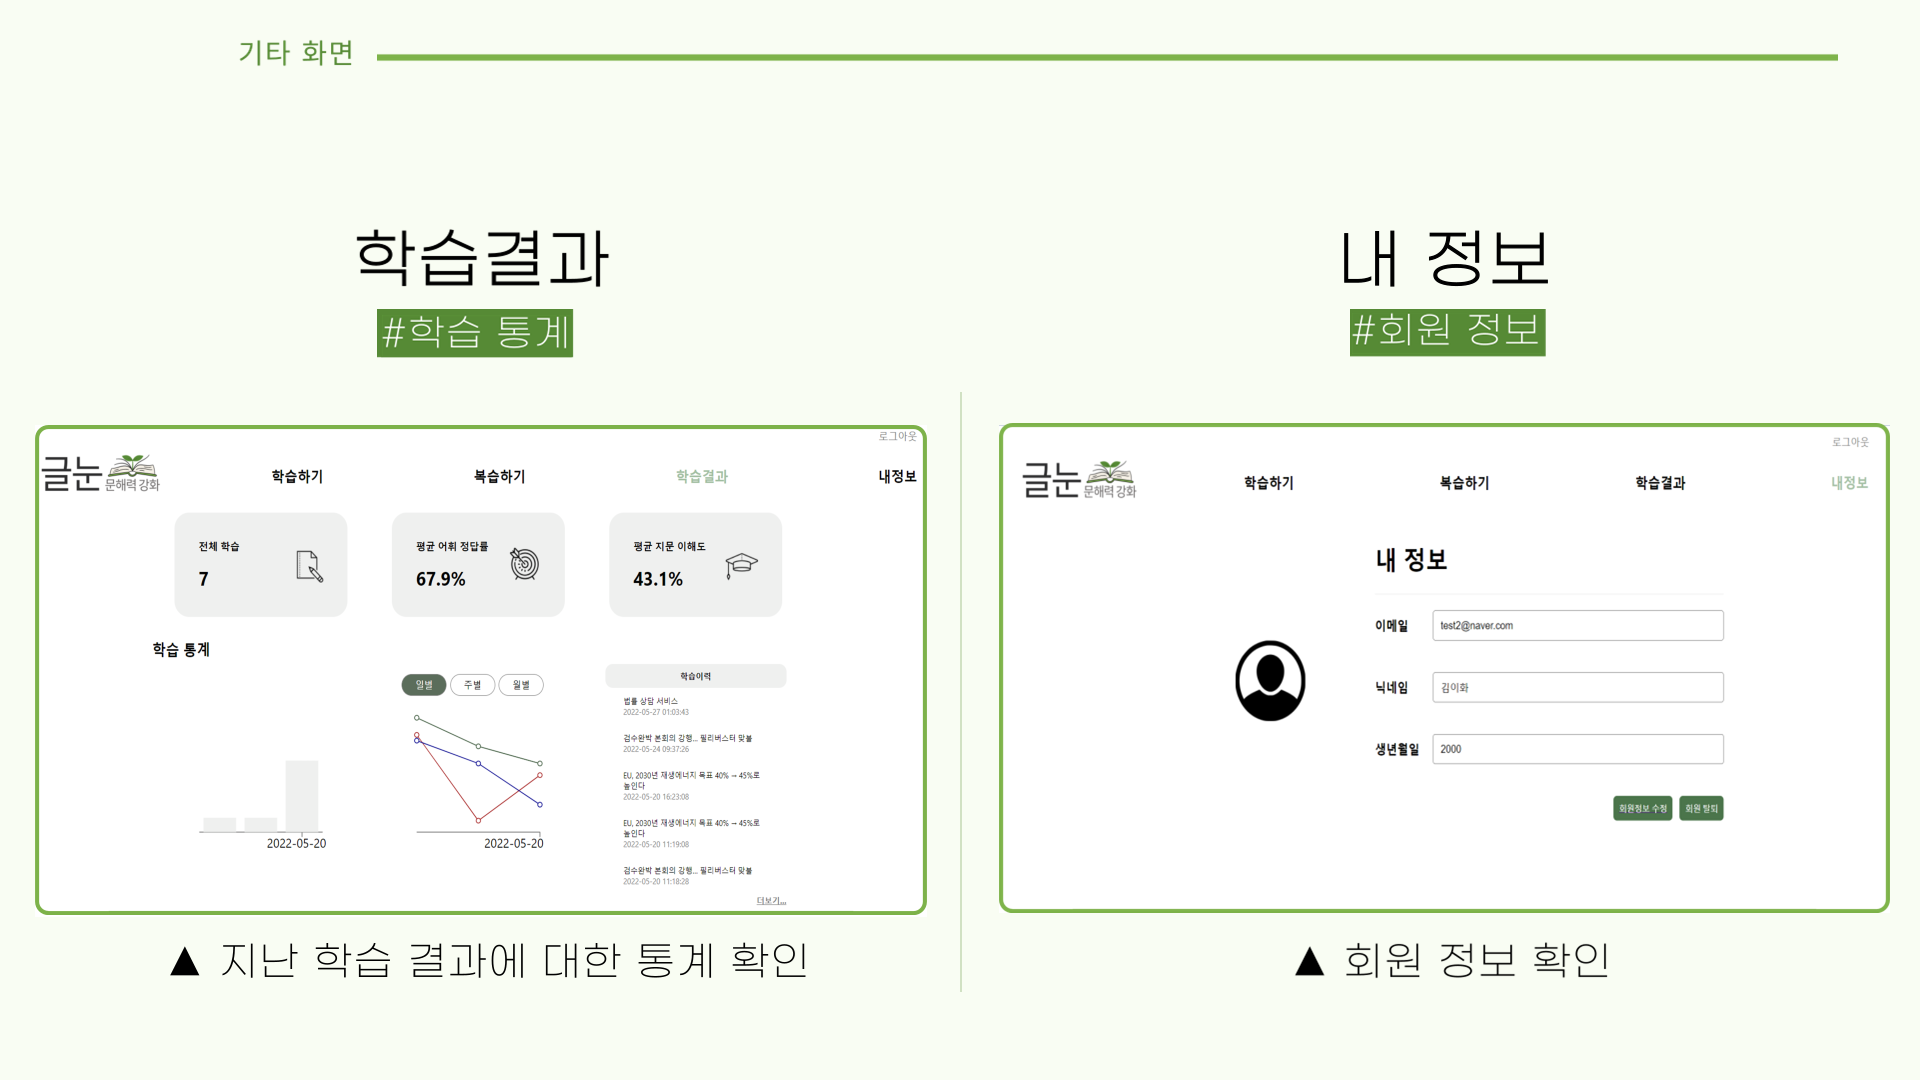 기타 화면
학습결과
#학습 통계
로그아웃
글눈 문해력 강화
학습하기
복습하기
학습결과
내정보
전체 학습
7
평균 어휘 정답률
67.9%
평균 지문 이해도
43.1%
학습 통계
2022-05-20
일별
주별
월별
2022-05-20
학습이력
법률 상담 서비스
2022-05-27 01:03:43
검수완박 본회의 강행... 필리버스터 맞불
2022-05-24 09:37:26
EU, 2030년 재생에너지 목표 40% → 45%로
높인다
2022-05-20 16:23:08
EU, 2030년 재생에너지 목표 40% → 45%로
높인다
2022-05-20 11:19:08
검수완박 본회의 강행... 필리버스터 맞불
2022-05-20 11:18:28
더보기...
▲ 지난 학습 결과에 대한 통계 확인
내 정보
#회원 정보
로그아웃
글눈 문해력 강화
학습하기
복습하기
학습결과
내정보
내 정보
이메일
test2@naver.com
닉네임
김이화
생년월일
2000
회원정보 수정
회원 탈퇴
▲ 회원 정보 확인